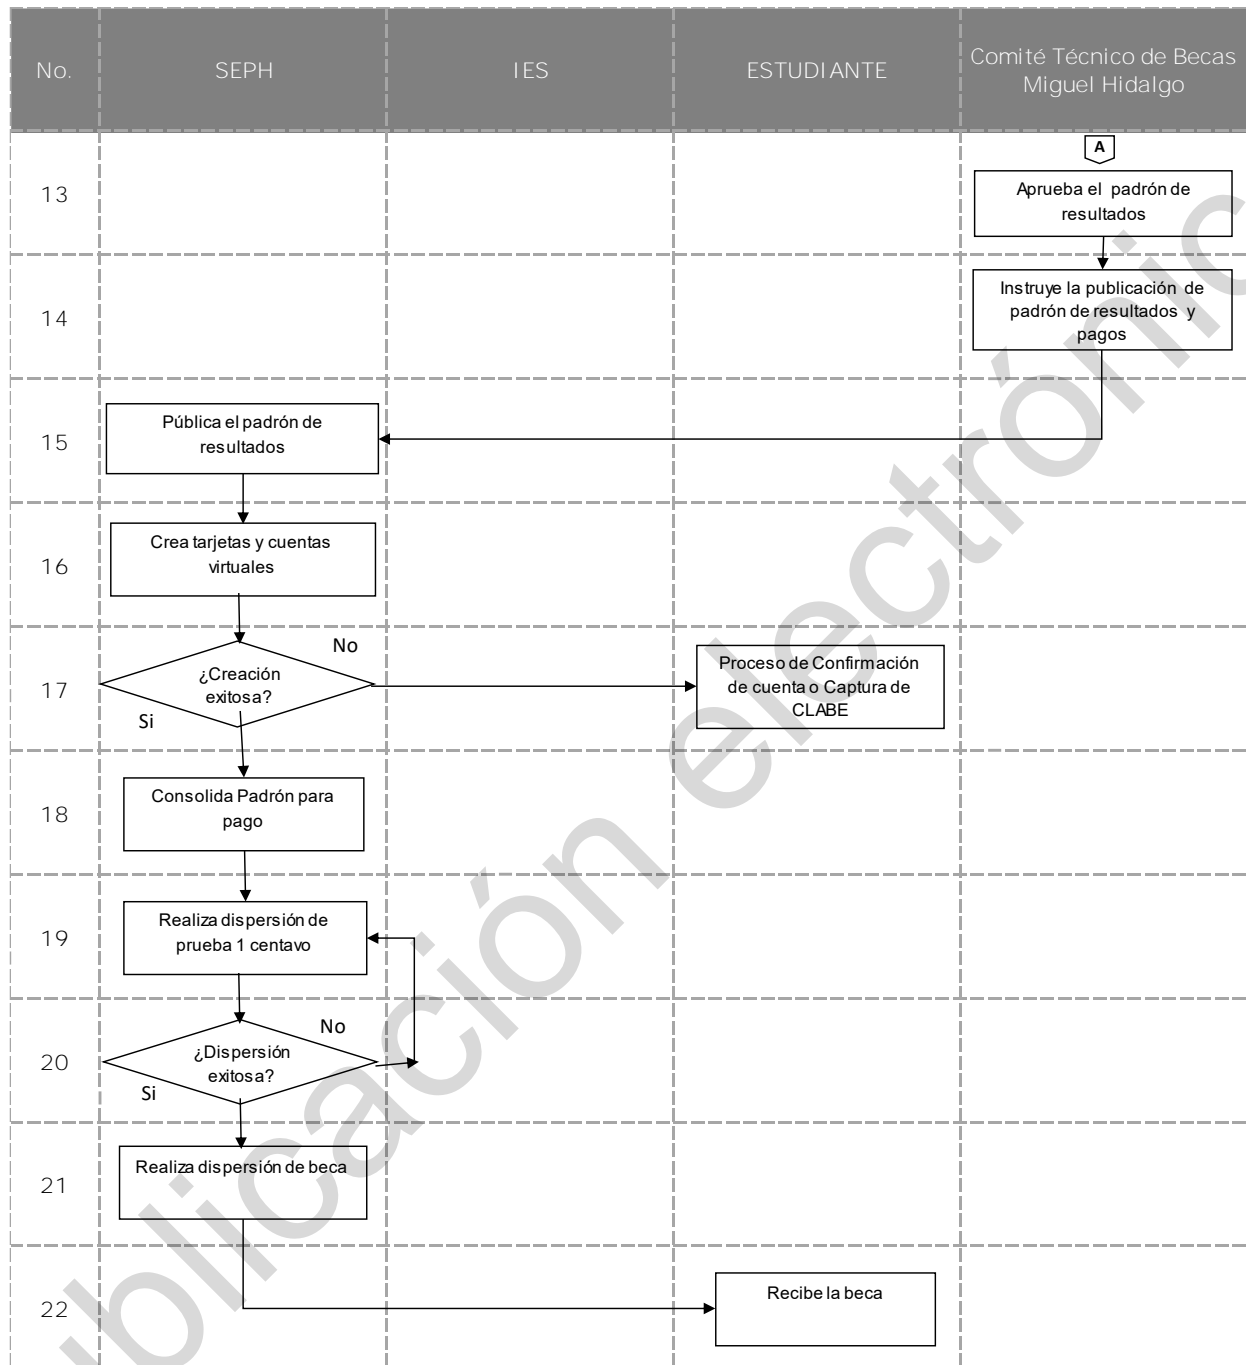 No.
SEPH
IES
ESTUDIANTE
Comité Técnico de Becas
Miguel Hidalgo
A
13
Aprueba el padrón de
resultados
14
Instruye la publicación de
padrón de resultados y
pagos
15
Pública el padrón de
resultados
16
Crea tarjetas y cuentas
virtuales
17
¿Creación
exitosa?
No
Si
Proceso de Confirmación
de cuenta o Captura de
CLABE
18
Consolida Padrón para
pago
19
Realiza dispersión de
prueba 1 centavo
20
¿Dispersión
exitosa?
No
Si
21
Realiza dispersión de beca
22
Recibe la beca
blicación electrónic